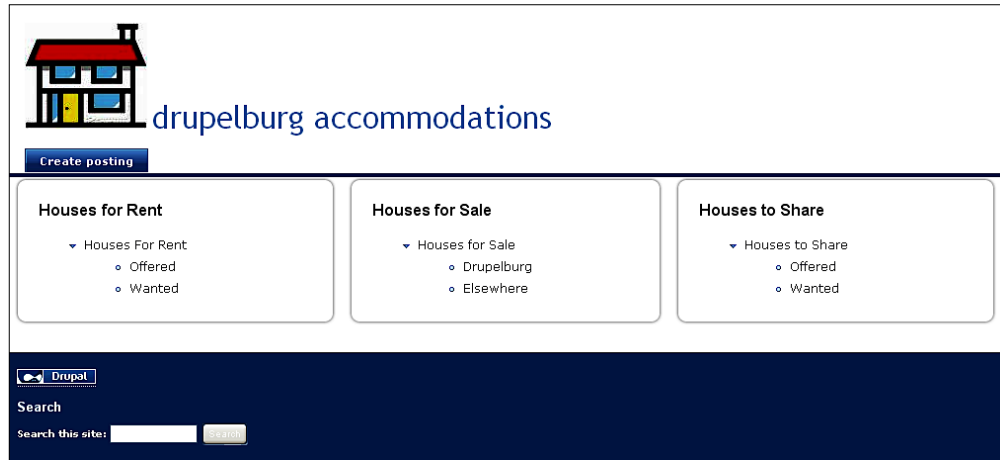 drupelburg accommodations
Create posting
Houses for Rent
Houses For Rent
Offered
Wanted
Houses for Sale
Houses for Sale
Drupelburg
Elsewhere
Houses to Share
Houses to Share
Offered
Wanted
Drupal
Search
Search this site:
Search